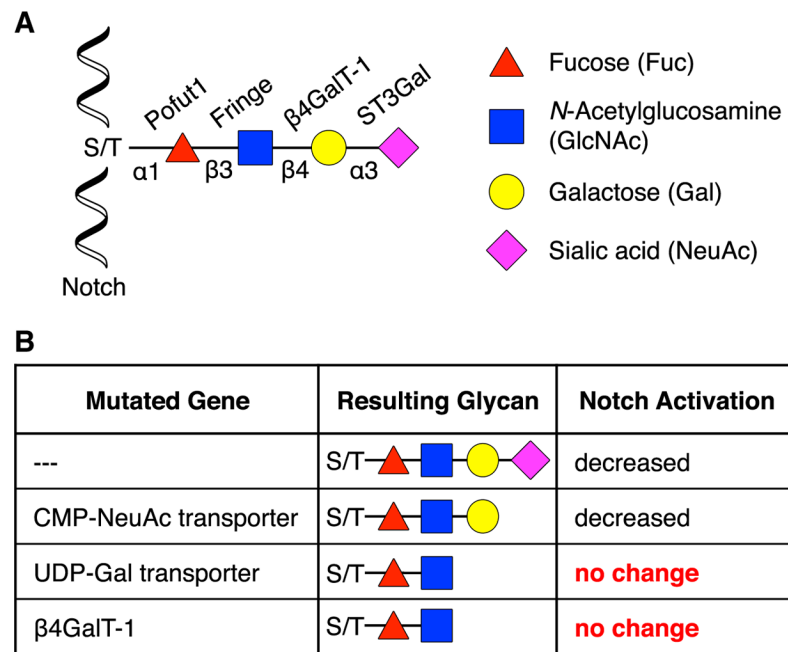 A
Pofut1
Fringe
β4GalT-1
ST3Gal
S/T
α1
β3
β4
α3
Notch
Fucose (Fuc)
N-Acetylglucosamine
(GlcNAc)
Galactose (Gal)
Sialic acid (NeuAc)
B
Mutated Gene Resulting Glycan Notch Activation
--- S/T decreased
CMP-NeuAc transporter S/T decreased
UDP-Gal transporter S/T no change
β4GalT-1 S/T no change